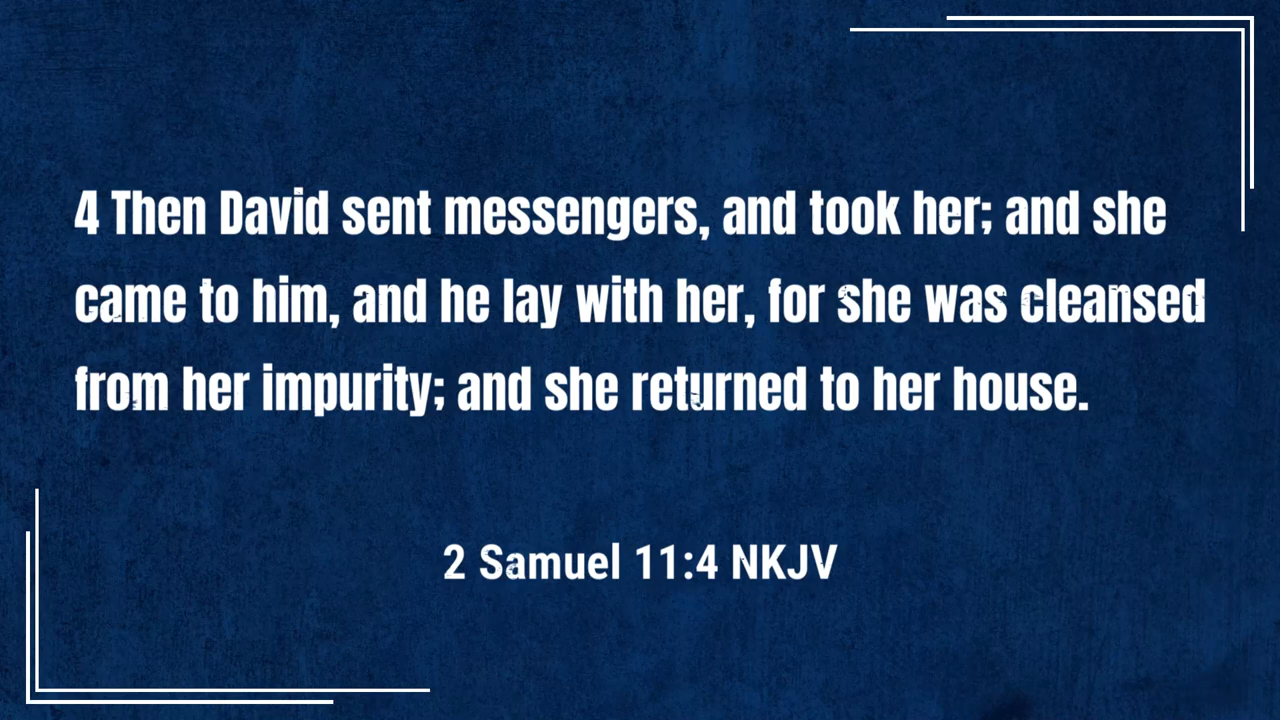 4 Then David sent messengers, and took her; and she
came to him, and he lay with her, for she was cleansed
from her impurity; and she returned to her house.
2 Samuel 11:4 NKJV